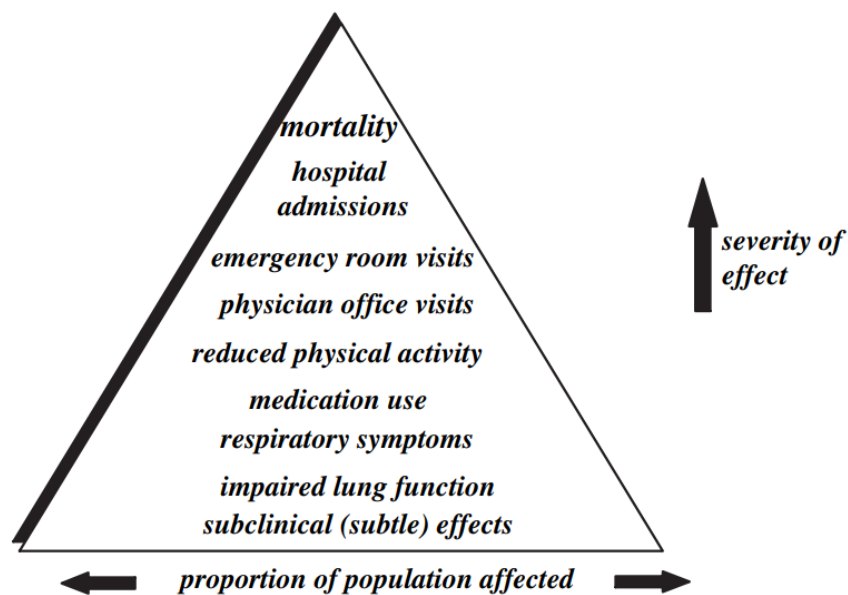 mortality
hospital
admissions
emergency room visits
severity of
effect
physician office visits
reduced physical activity
medication use
respiratory symptoms
impaired lung function
subclinical (subtle) effects
proportion of population affected